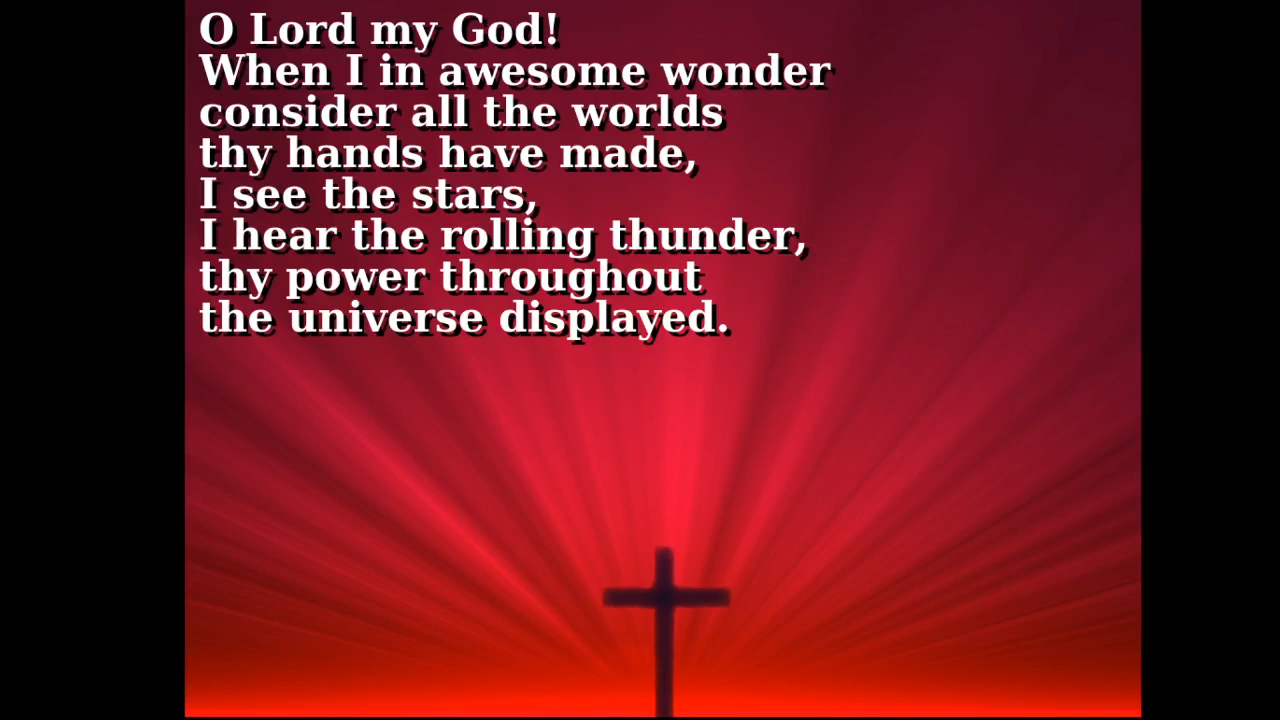 O Lord my God!
When I in awesome wonder
consider all the worlds
thy hands have made,
I see the stars,
I hear the rolling thunder,
thy power throughout
the universe displayed.